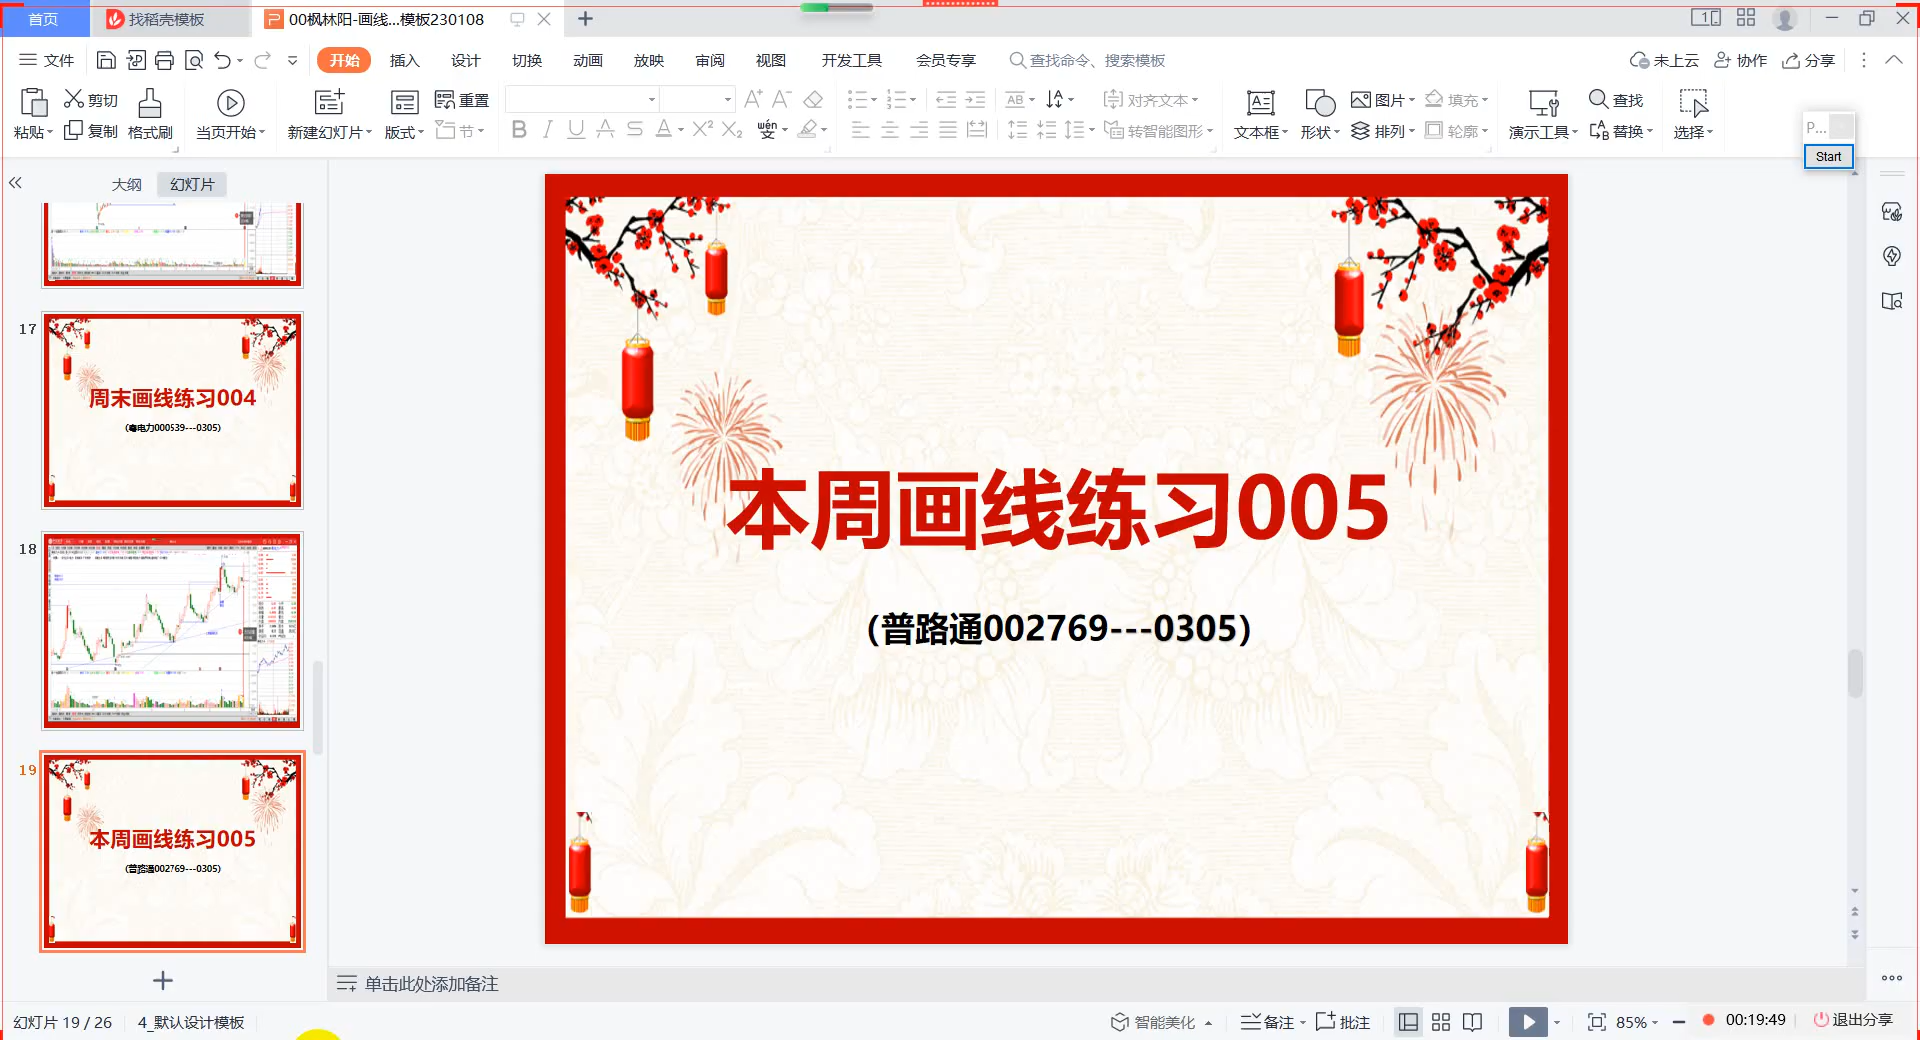 首页
找稻壳模板
00枫林阳-画线...模板230108
文件
开始
插入
设计
切换
动画
放映
审阅
视图
开发工具
会员专享
查找命令、搜索模板
未上云
协作
分享
粘贴
剪切
复制
格式刷
当页开始
新建幻灯片
版式
重置
节
B I U A S A X² X₂ wén
AB
对齐文本
转智能图形
文本框
形状
图片
排列
填充
轮廓
演示工具
查找
替换
选择
P...
Start
大纲
幻灯片
17
周末画线练习004
(粤电力000539---0305)
18
19
本周画线练习005
(普路通002769---0305)
本周画线练习005
(普路通002769---0305)
单击此处添加备注
幻灯片 19 / 26
4_默认设计模板
智能美化
备注
批注
85%
00:19:49
退出分享